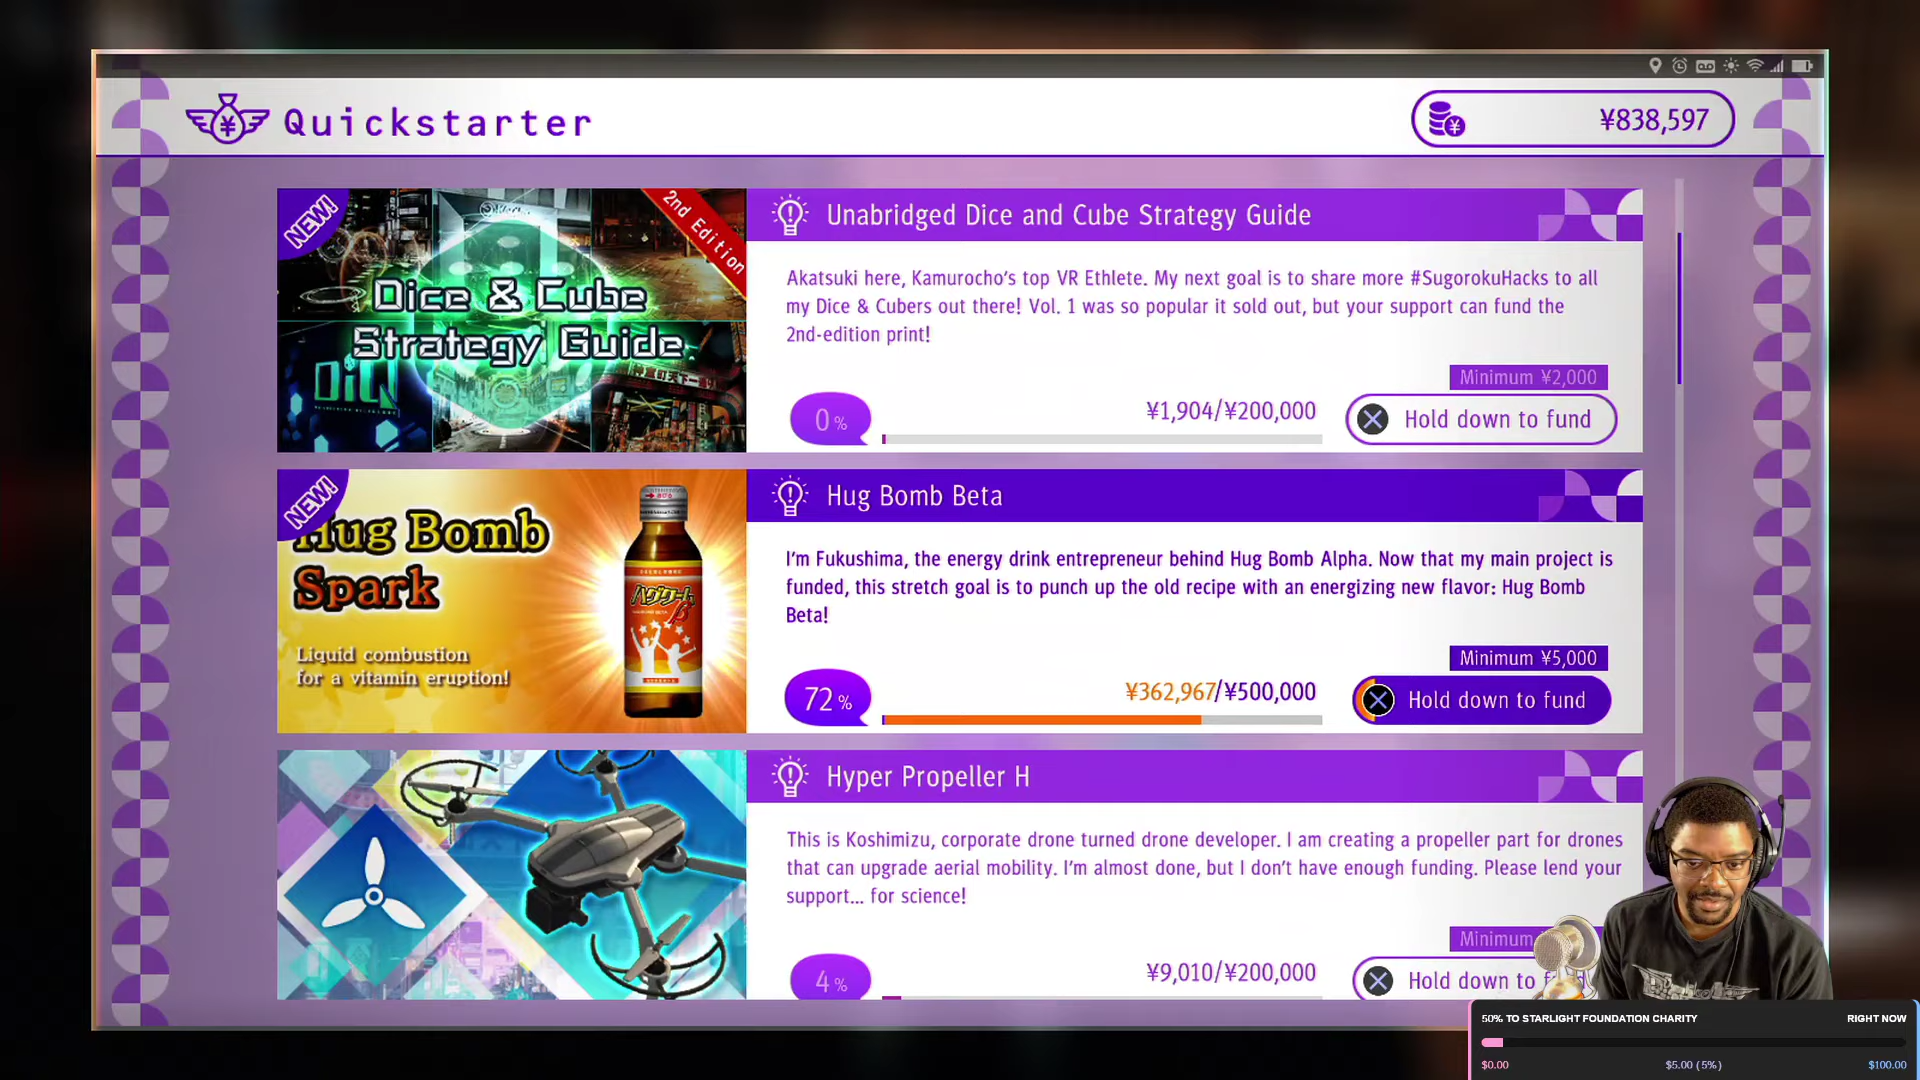 Quickstarter
¥838,597
NEW!
2nd Edition
Dice & Cube
Strategy Guide
Unabridged Dice and Cube Strategy Guide
Akatsuki here, Kamurocho's top VR Ethlete. My next goal is to share more #SugorokuHacks to all
my Dice & Cubers out there! Vol. 1 was so popular it sold out, but your support can fund the
2nd-edition print!
Minimum ¥2,000
0 %
¥1,904/¥200,000
Hold down to fund
NEW!
Hug Bomb
Spark
Liquid combustion
for a vitamin eruption!
Hug Bomb Beta
I'm Fukushima, the energy drink entrepreneur behind Hug Bomb Alpha. Now that my main project is
funded, this stretch goal is to punch up the old recipe with an energizing new flavor: Hug Bomb
Beta!
Minimum ¥5,000
72 %
¥362,967/¥500,000
Hold down to fund
Hyper Propeller H
This is Koshimizu, corporate drone turned drone developer. I am creating a propeller part for drones
that can upgrade aerial mobility. I'm almost done, but I don't have enough funding. Please lend your
support... for science!
Minimum
4 %
¥9,010/¥200,000
Hold down to
50% TO STARLIGHT FOUNDATION CHARITY
RIGHT NOW
$0.00
$5.00 (5%)
$100.00